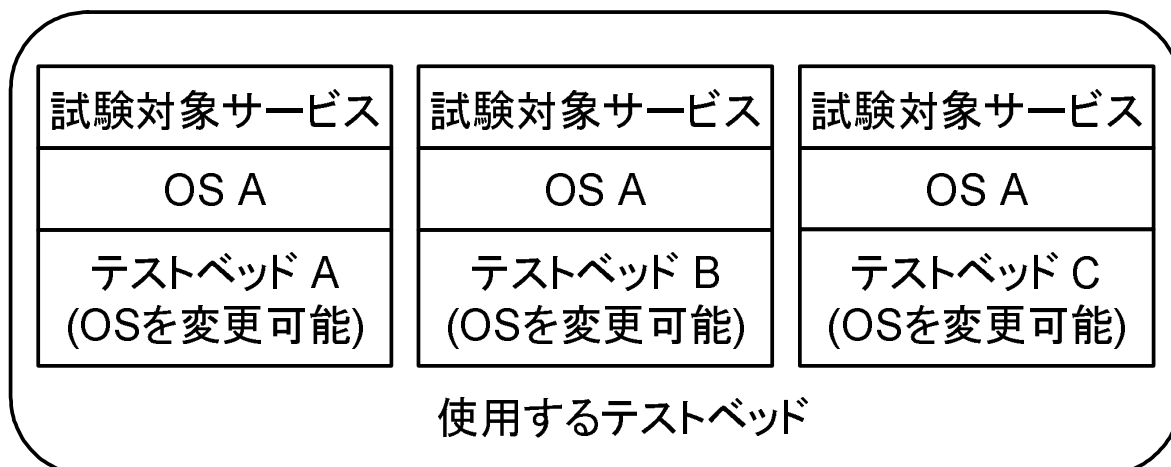 試験対象サービス
OS A
テストベッド A
(OSを変更可能)
試験対象サービス
OS A
テストベッド B
(OSを変更可能)
試験対象サービス
OS A
テストベッド C
(OSを変更可能)
使用するテストベッド